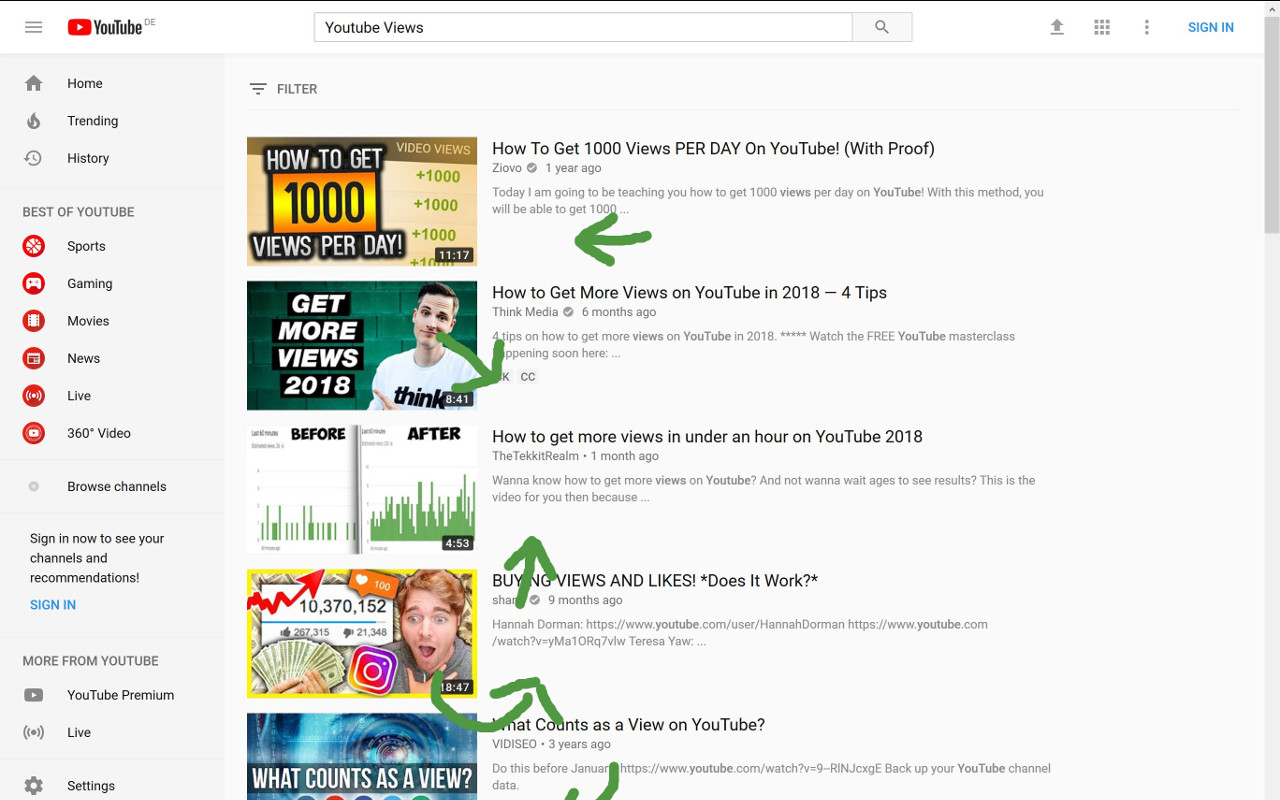 YouTube DE
Youtube Views
SIGN IN
Home
Trending
History
BEST OF YOUTUBE
Sports
Gaming
Movies
News
Live
360° Video
Browse channels
Sign in now to see your
channels and
recommendations!
SIGN IN
MORE FROM YOUTUBE
YouTube Premium
Live
Settings
FILTER
VIDEO VIEWS
HOW TO GET
1000
VIEWS PER DAY!
+1000
+1000
+1000
+1000
11:17
How To Get 1000 Views PER DAY On YouTube! (With Proof)
Ziovo 1 year ago
Today I am going to be teaching you how to get 1000 views per day on YouTube! With this method, you
will be able to get 1000 ...
GET
MORE
VIEWS
2018
think
8:41
How to Get More Views on YouTube in 2018 — 4 Tips
Think Media 6 months ago
4 tips on how to get more views on YouTube in 2018. ***** Watch the FREE YouTube masterclass
happening soon here: ...
CC
Last 60 minutes
BEFORE
AFTER
4:53
How to get more views in under an hour on YouTube 2018
TheTekkitRealm • 1 month ago
Wanna know how to get more views on Youtube? And not wanna wait ages to see results? This is the
video for you then because ...
100
10,370,152
267,315 21,348
18:47
BUYING VIEWS AND LIKES! *Does It Work?*
9 months ago
Hannah Dorman: https://www.youtube.com/user/HannahDorman https://www.youtube.com
/watch?v=yMa1ORq7vlw Teresa Yaw: ...
WHAT COUNTS AS A VIEW?
What Counts as a View on YouTube?
VIDISEO • 3 years ago
Do this before January https://www.youtube.com/watch?v=9--RlNJcxgE Back up your YouTube channel
data.